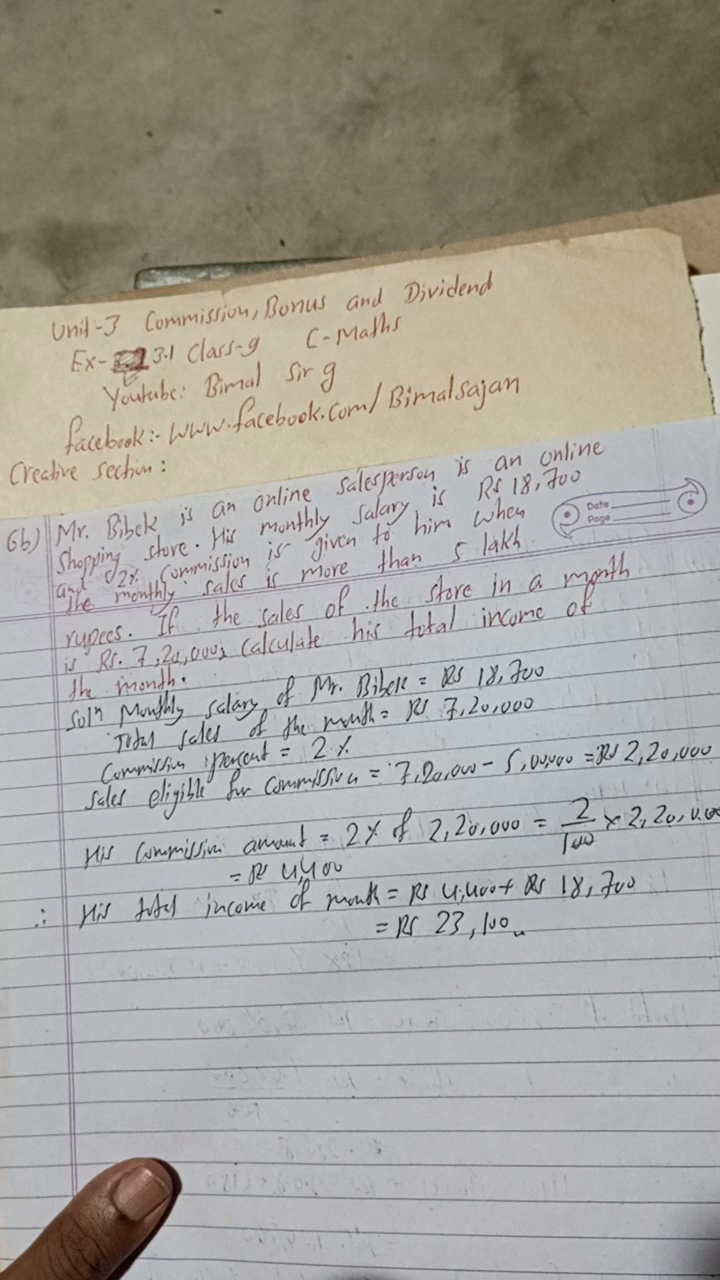 Unit-3 Commission, Bonus and Dividend
Ex- 3.1 Class-9 C-Maths
Youtube: Bimal Sir g
facebook:- www.facebook.com/Bimalsajan
Creative section:
6b) Mr. Bibek is an online salesperson is an online
shopping store. His monthly salary is Rs 18,700
and 2% commission is given to him when
the monthly sales is more than 5 lakh
Date
Page
rupees. If the sales of the store in a month
is Rs. 7,20,000, Calculate his total income of
the month.
Soln Monthly salary of Mr. Bibek = Rs 18,700
Total sales of the month = Rs 7,20,000
Commission percent = 2%
Sales eligible for commission = 7,20,000 - 5,00,000 = Rs 2,20,000
His Commission amount = 2% of 2,20,000 = 2/100 × 2,20,000
= Rs 4,400
∴ His total income of month = Rs 4,400 + Rs 18,700
= Rs 23,100